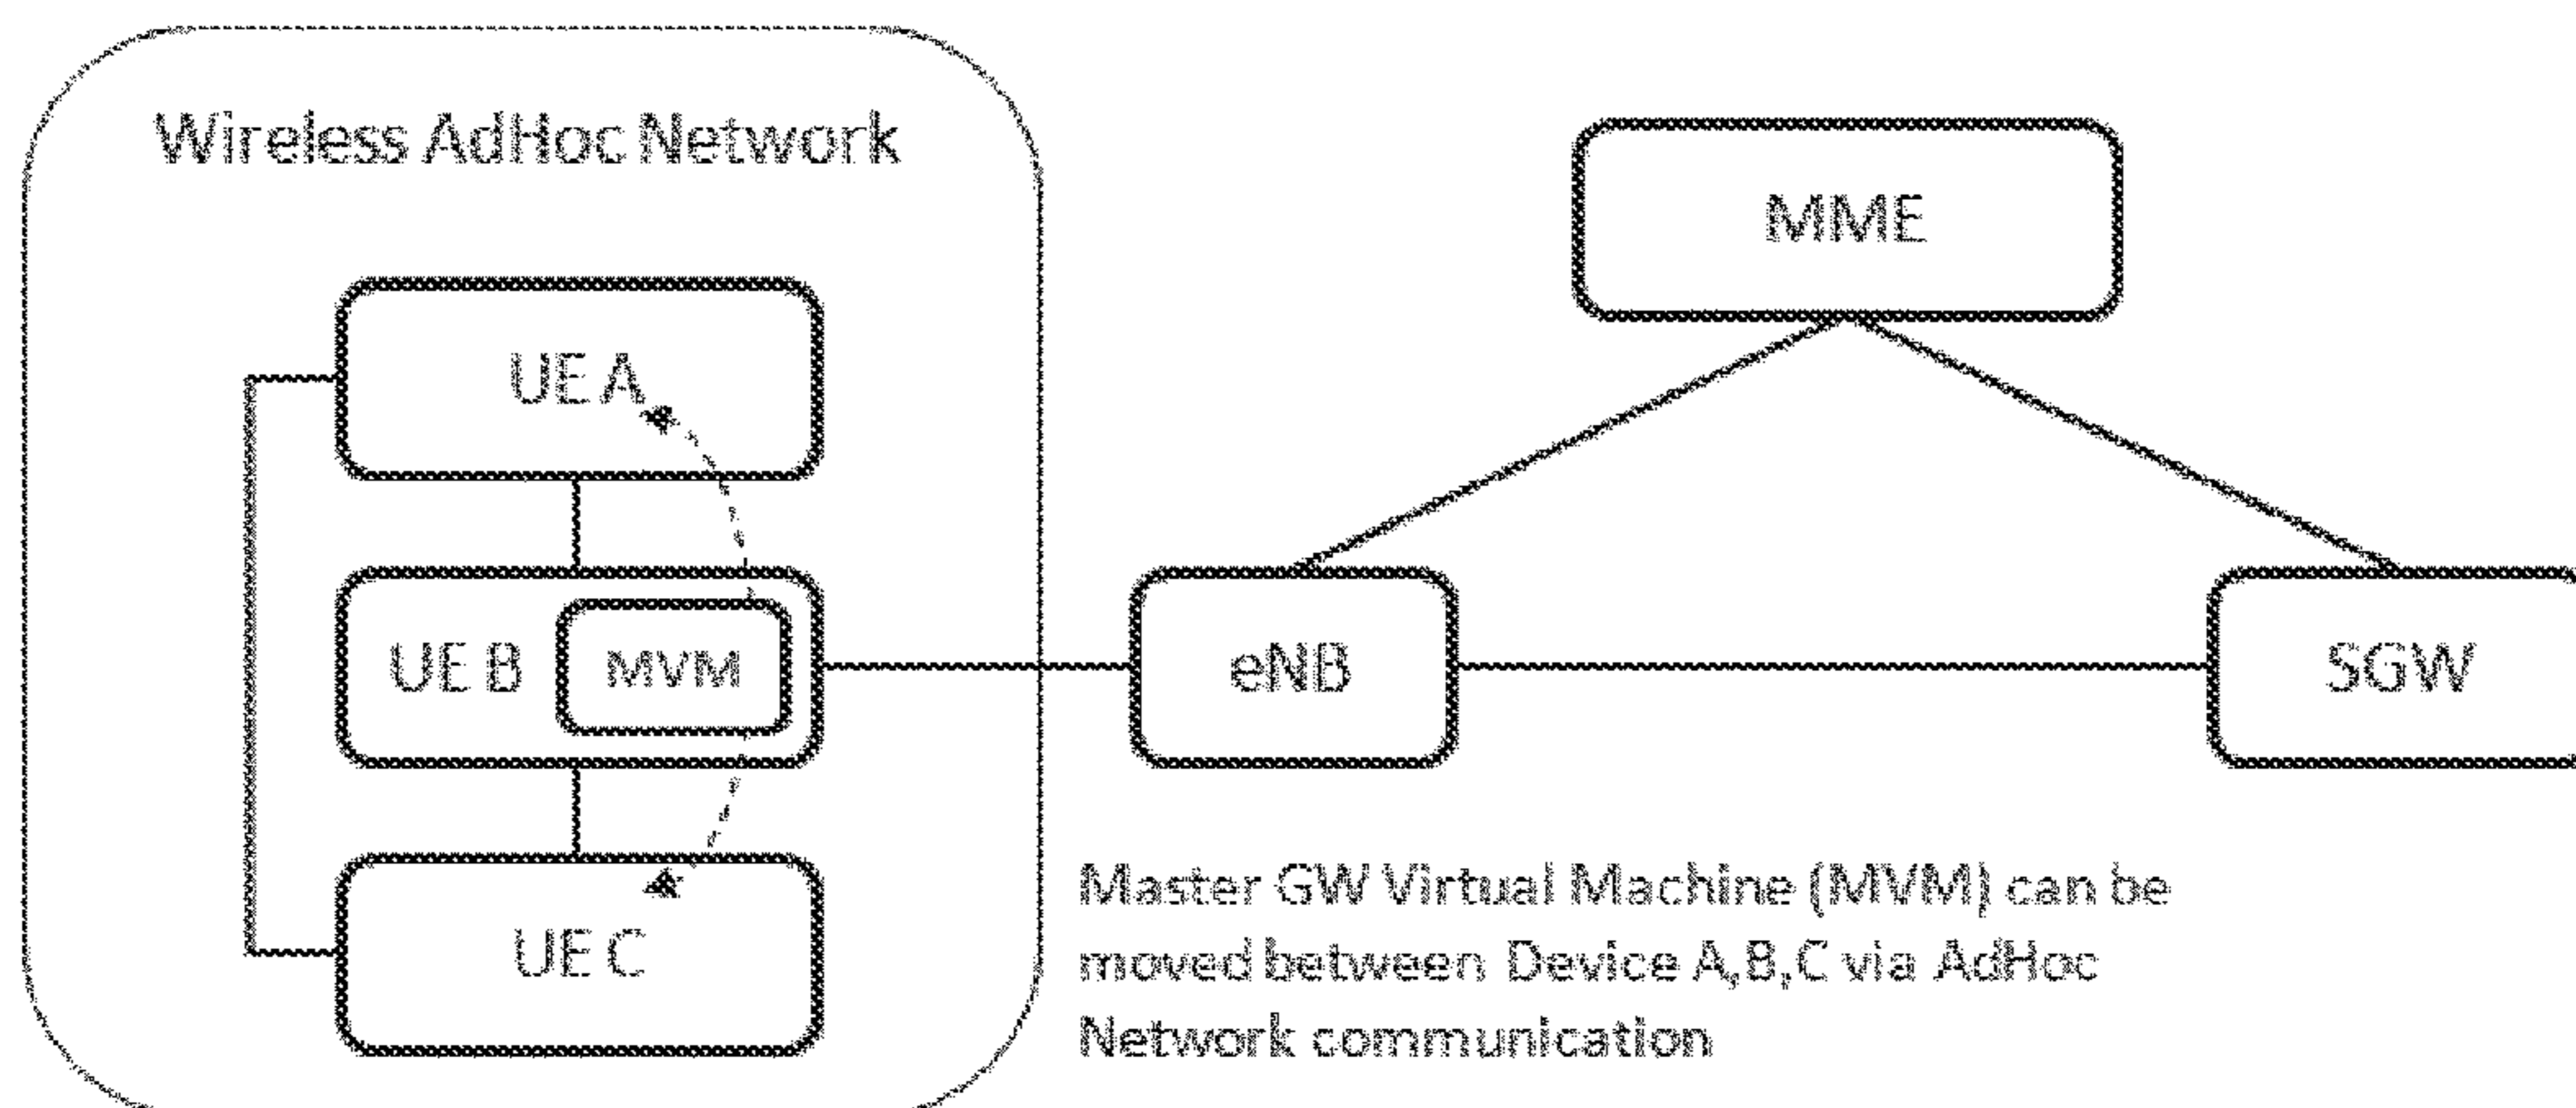 Wireless AdHoc Network
MME
UE A
UE B
MVM
eNB
SGW
UE C
Master GW Virtual Machine (MVM) can be
moved between Device A,B,C via AdHoc
Network communication